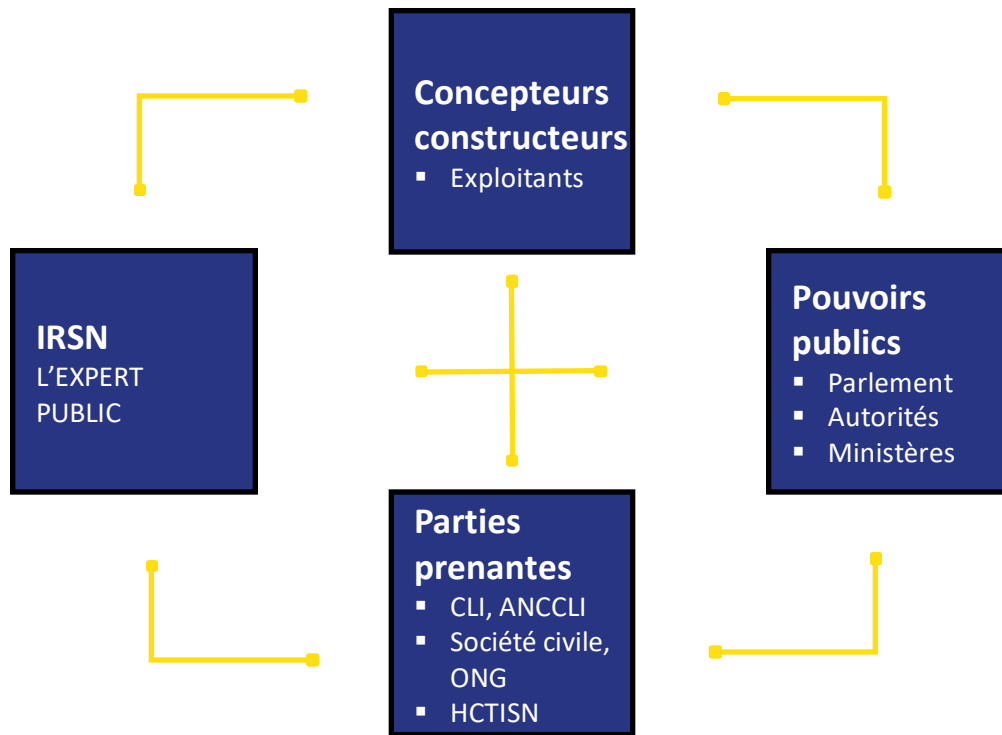 Concepteurs
constructeurs
▪ Exploitants
IRSN
L’EXPERT
PUBLIC
Pouvoirs
publics
▪ Parlement
▪ Autorités
▪ Ministères
Parties
prenantes
▪ CLI, ANCCLI
▪ Société civile,
ONG
▪ HCTISN